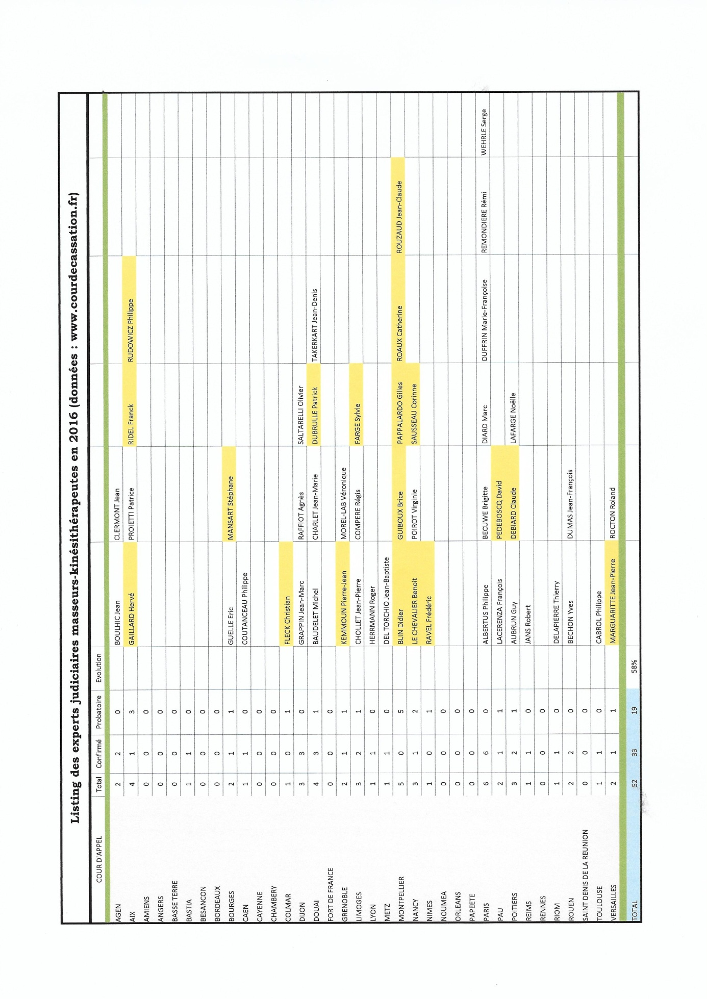 Listing des experts judiciaires masseurs-kinésithérapeutes en 2016 (données : www.courdecassation.fr)
COUR D'APPEL Total Confirmé Probatoire Evolution
AGEN 2 2 0 BOULHIC Jean CLERMONT Jean
AIX 4 1 3 GAILLARD Hervé PROIETTI Patrice RIDEL Franck RUDOWICZ Philippe
AMIENS 0 0 0
ANGERS 0 0 0
BASSE TERRE 0 0 0
BASTIA 1 1 0
BESANCON 0 0 0
BORDEAUX 0 0 0
BOURGES 2 1 1 GUELLE Eric MANSART Stéphane
CAEN 1 1 0 COUTANCEAU Philippe
CAYENNE 0 0 0
CHAMBERY 0 0 0
COLMAR 1 0 1 FLECK Christian
DIJON 3 3 0 GRAPPIN Jean-Marc RAFFIOT Agnès SALTARELLI Olivier
DOUAI 4 3 1 BAUDELET Michel CHARLET Jean-Marie DUBRULLE Patrick TAKERKART Jean-Denis
FORT DE FRANCE 0 0 0
GRENOBLE 2 1 1 KEMMOUN Pierre-Jean MOREL-LAB Véronique
LIMOGES 3 2 1 CHOLLET Jean-Pierre COMPERE Régis FARGE Sylvie
LYON 1 1 0 HERRMANN Roger
METZ 1 1 0 DEL TORCHIO Jean-Baptiste
MONTPELLIER 5 0 5 BLIN Didier GUIBOUX Brice PAPPALARDO Gilles ROAUX Catherine ROUZAUD Jean-Claude
NANCY 3 1 2 LE CHEVALIER Benoit POIROT Virginie SAUSSEAU Corinne
NIMES 1 0 1 RAVEL Frédéric
NOUMEA 0 0 0
ORLEANS 0 0 0
PAPEETE 0 0 0
PARIS 6 6 0 ALBERTUS Philippe BECUWE Brigitte DIARD Marc DUFFRIN Marie-Françoise REMONDIERE Rémi WEHRLE Serge
PAU 2 1 1 LACERENZA François PEDEBOSCQ David
POITIERS 3 2 1 AUBRUN Guy DEBIARD Claude LAFARGE Noëlle
REIMS 1 1 0 JANS Robert
RENNES 0 0 0
RIOM 1 1 0 DELAPIERRE Thierry
ROUEN 2 2 0 BECHON Yves DUMAS Jean-François
SAINT DENIS DE LA REUNION 0 0 0
TOULOUSE 1 1 0 CABROL Philippe
VERSAILLES 2 1 1 MARGUARITTE Jean-Pierre ROCTON Roland
TOTAL 52 33 19 58%